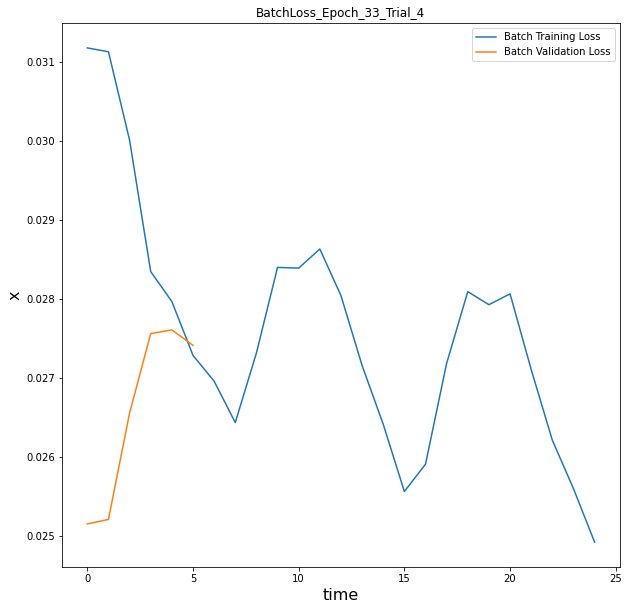 BatchLoss_Epoch_33_Trial_4
Batch Training Loss
Batch Validation Loss
0.031
0.030
0.029
0.028
0.027
0.026
0.025
x
0 5 10 15 20 25
time